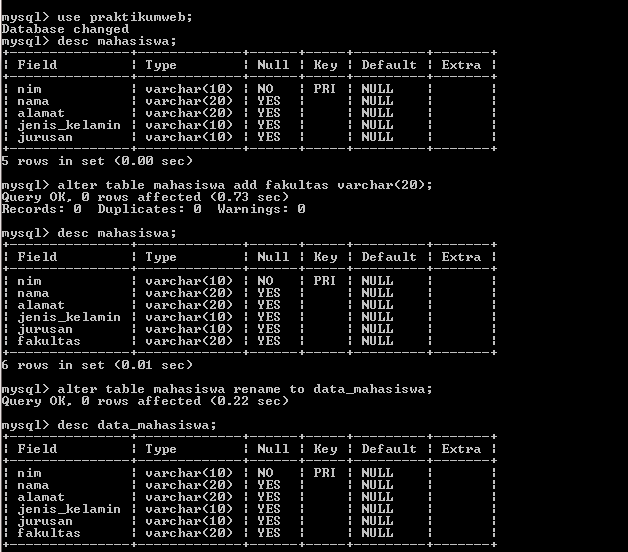 mysql> use praktikumweb;
Database changed
mysql> desc mahasiswa;
+---------------+-------------+------+-----+---------+-------+
| Field         | Type        | Null | Key | Default | Extra |
+---------------+-------------+------+-----+---------+-------+
| nim           | varchar(10) | NO   | PRI | NULL    |       |
| nama          | varchar(20) | YES  |     | NULL    |       |
| alamat        | varchar(20) | YES  |     | NULL    |       |
| jenis_kelamin | varchar(10) | YES  |     | NULL    |       |
| jurusan       | varchar(10) | YES  |     | NULL    |       |
+---------------+-------------+------+-----+---------+-------+
5 rows in set (0.00 sec)
mysql> alter table mahasiswa add fakultas varchar(20);
Query OK, 0 rows affected (0.73 sec)
Records: 0  Duplicates: 0  Warnings: 0
mysql> desc mahasiswa;
+---------------+-------------+------+-----+---------+-------+
| Field         | Type        | Null | Key | Default | Extra |
+---------------+-------------+------+-----+---------+-------+
| nim           | varchar(10) | NO   | PRI | NULL    |       |
| nama          | varchar(20) | YES  |     | NULL    |       |
| alamat        | varchar(20) | YES  |     | NULL    |       |
| jenis_kelamin | varchar(10) | YES  |     | NULL    |       |
| jurusan       | varchar(10) | YES  |     | NULL    |       |
| fakultas      | varchar(20) | YES  |     | NULL    |       |
+---------------+-------------+------+-----+---------+-------+
6 rows in set (0.01 sec)
mysql> alter table mahasiswa rename to data_mahasiswa;
Query OK, 0 rows affected (0.22 sec)
mysql> desc data_mahasiswa;
+---------------+-------------+------+-----+---------+-------+
| Field         | Type        | Null | Key | Default | Extra |
+---------------+-------------+------+-----+---------+-------+
| nim           | varchar(10) | NO   | PRI | NULL    |       |
| nama          | varchar(20) | YES  |     | NULL    |       |
| alamat        | varchar(20) | YES  |     | NULL    |       |
| jenis_kelamin | varchar(10) | YES  |     | NULL    |       |
| jurusan       | varchar(10) | YES  |     | NULL    |       |
| fakultas      | varchar(20) | YES  |     | NULL    |       |
+---------------+-------------+------+-----+---------+-------+